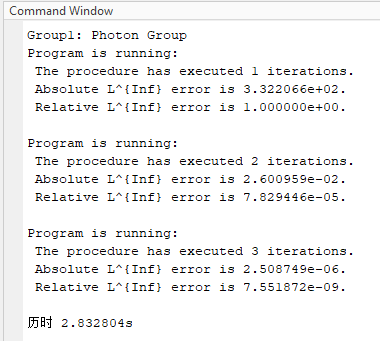 Command Window
Group1: Photon Group
Program is running:
The procedure has executed 1 iterations.
Absolute L^{Inf} error is 3.322066e+02.
Relative L^{Inf} error is 1.000000e+00.
Program is running:
The procedure has executed 2 iterations.
Absolute L^{Inf} error is 2.600959e-02.
Relative L^{Inf} error is 7.829446e-05.
Program is running:
The procedure has executed 3 iterations.
Absolute L^{Inf} error is 2.508749e-06.
Relative L^{Inf} error is 7.551872e-09.
历时 2.832804s